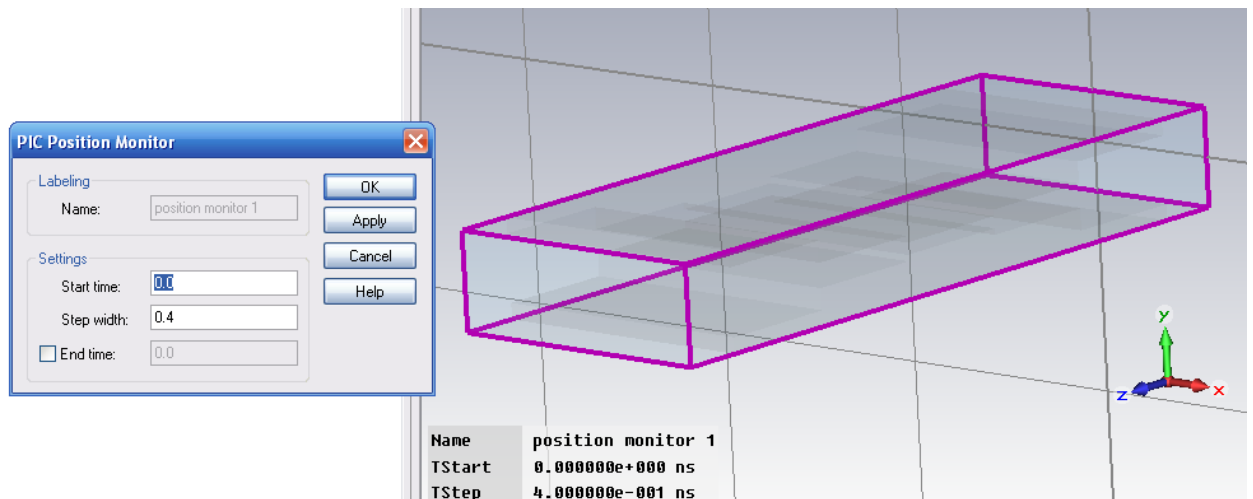 PIC Position Monitor
Labeling
Name: position monitor 1
OK
Apply
Cancel
Help
Settings
Start time: 0.0
Step width: 0.4
End time: 0.0
y
z x
Name position monitor 1
TStart 0.000000e+000 ns
TStep 4.000000e-001 ns